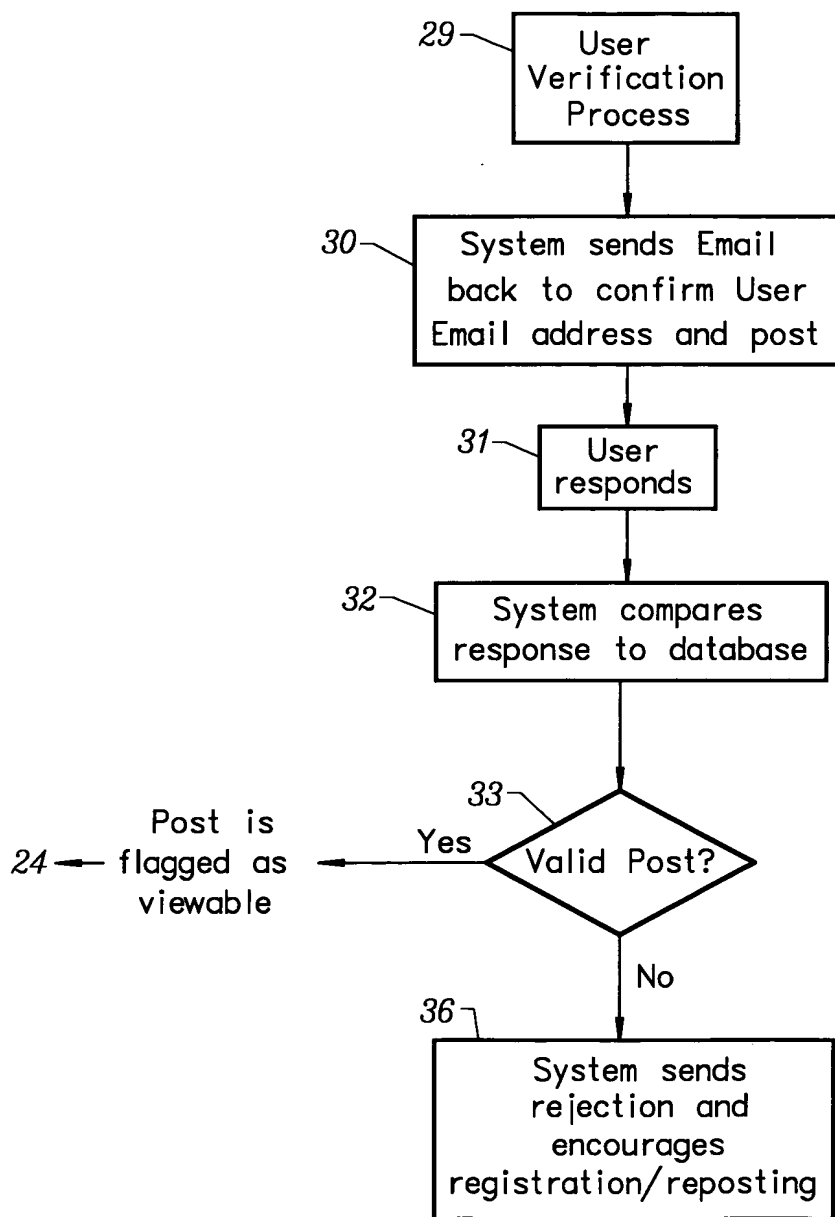 29
User
Verification
Process
30
System sends Email
back to confirm User
Email address and post
31
User
responds
32
System compares
response to database
33
Valid Post?
Yes
Post is
flagged as
viewable
24
No
36
System sends
rejection and
encourages
registration/reposting